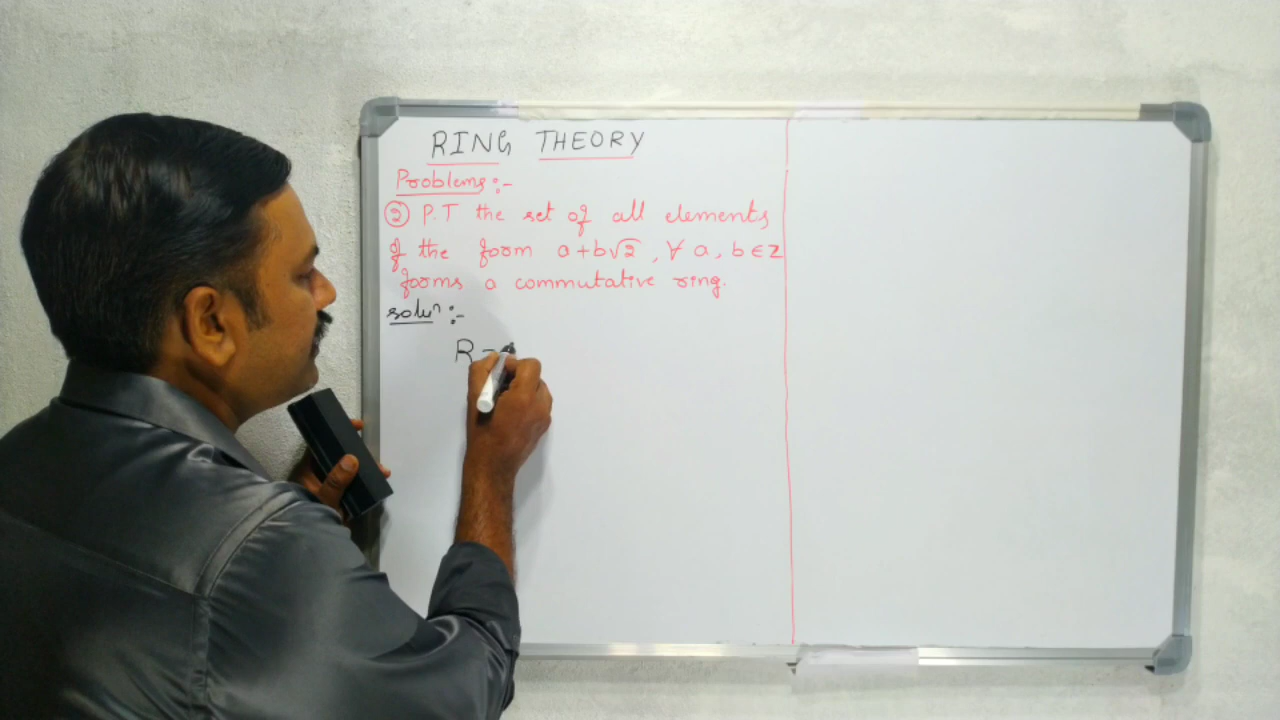 RING THEORY
Problems:-
② P.T the set of all elements
of the form a+b√2, ∀ a, b ∈ Z
forms a commutative ring.
soluⁿ:-
R =